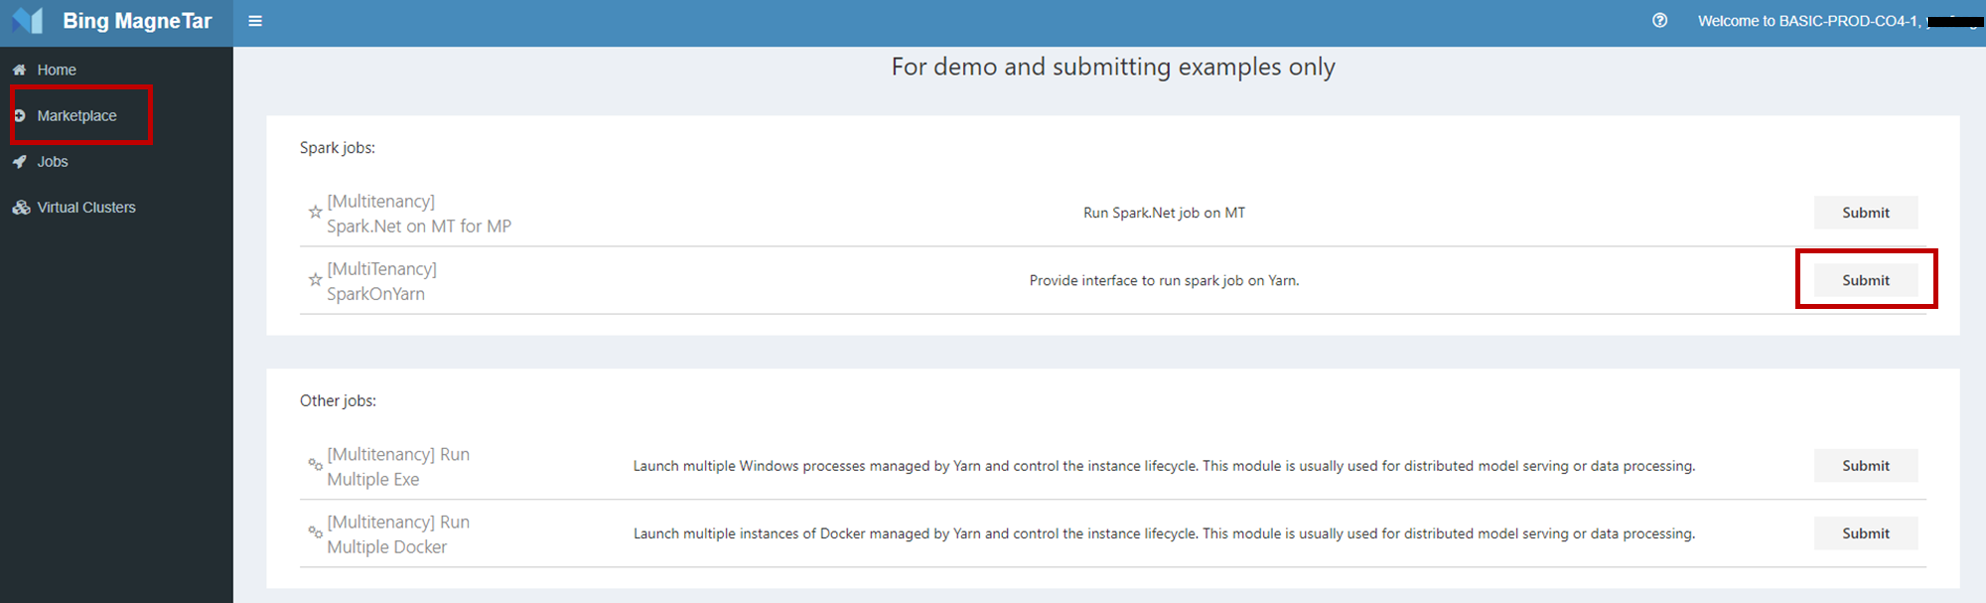 Bing MagneTar
Welcome to BASIC-PROD-CO4-1,
Home
Marketplace
Jobs
Virtual Clusters
For demo and submitting examples only
Spark jobs:
[Multitenancy]
Spark.Net on MT for MP
Run Spark.Net job on MT
Submit
[MultiTenancy]
SparkOnYarn
Provide interface to run spark job on Yarn.
Submit
Other jobs:
[Multitenancy] Run
Multiple Exe
Launch multiple Windows processes managed by Yarn and control the instance lifecycle. This module is usually used for distributed model serving or data processing.
Submit
[Multitenancy] Run
Multiple Docker
Launch multiple instances of Docker managed by Yarn and control the instance lifecycle. This module is usually used for distributed model serving or data processing.
Submit